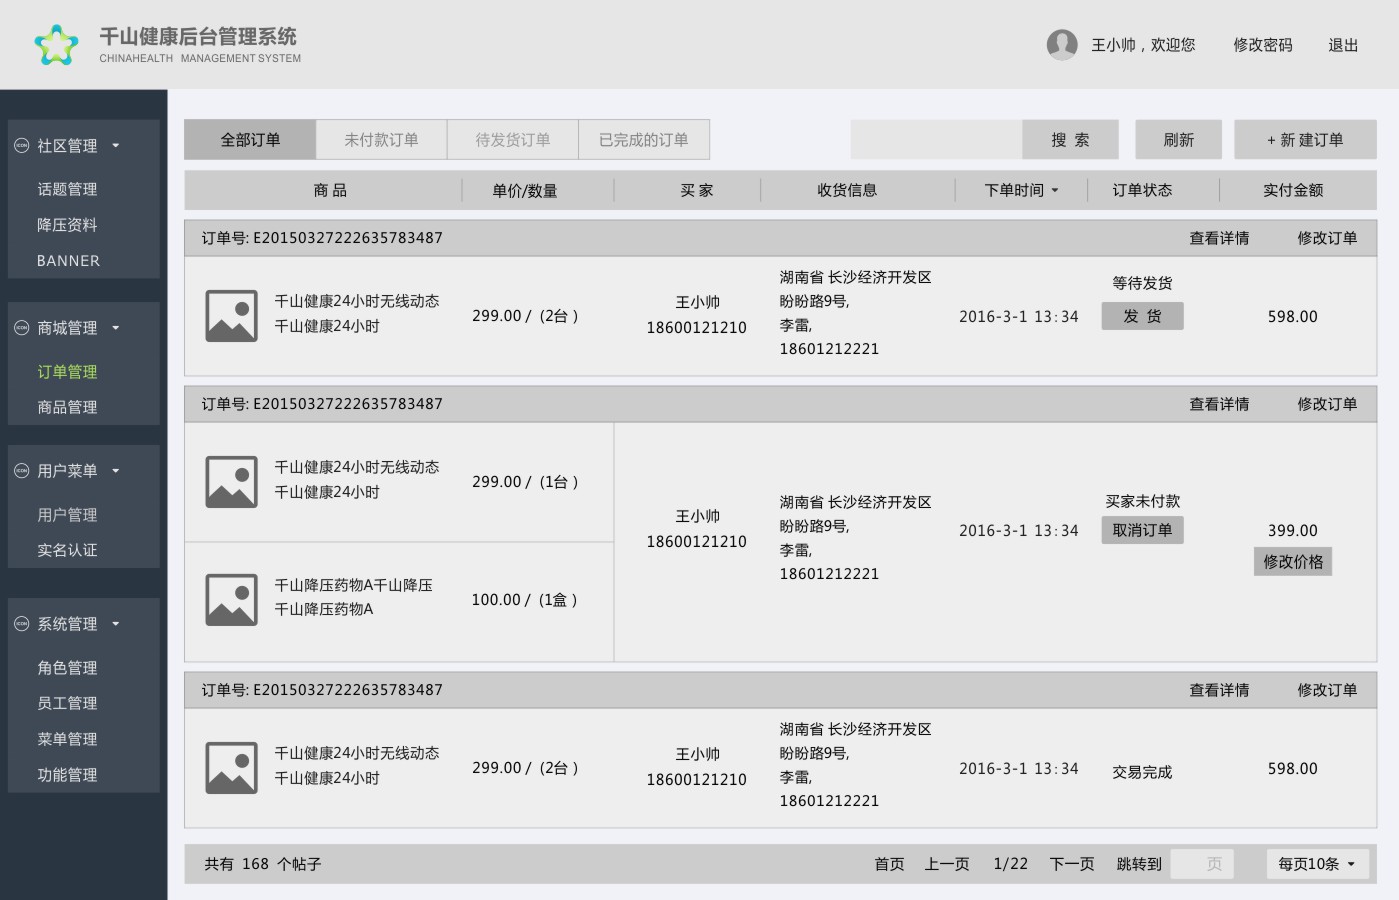 千山健康后台管理系统
CHINAHEALTH MANAGEMENT SYSTEM
王小帅，欢迎您 修改密码 退出
社区管理
话题管理
降压资料
BANNER
商城管理
订单管理
商品管理
用户菜单
用户管理
实名认证
系统管理
角色管理
员工管理
菜单管理
功能管理
全部订单 未付款订单 待发货订单 已完成的订单 搜 索 刷新 + 新 建订单
商 品 单价/数量 买 家 收货信息 下单时间 订单状态 实付金额
订单号: E20150327222635783487 查看详情 修改订单
千山健康24小时无线动态
千山健康24小时
299.00 / (2台 )
王小帅
18600121210
湖南省 长沙经济开发区
盼盼路9号,
李雷,
18601212221
2016-3-1 13:34
等待发货
发 货
598.00
订单号: E20150327222635783487 查看详情 修改订单
千山健康24小时无线动态
千山健康24小时
299.00 / (1台 )
千山降压药物A千山降压
千山降压药物A
100.00 / (1盒 )
王小帅
18600121210
湖南省 长沙经济开发区
盼盼路9号,
李雷,
18601212221
2016-3-1 13:34
买家未付款
取消订单
399.00
修改价格
订单号: E20150327222635783487 查看详情 修改订单
千山健康24小时无线动态
千山健康24小时
299.00 / (2台 )
王小帅
18600121210
湖南省 长沙经济开发区
盼盼路9号,
李雷,
18601212221
2016-3-1 13:34
交易完成
598.00
共有 168 个帖子 首页 上一页 1/22 下一页 跳转到 页 每页10条